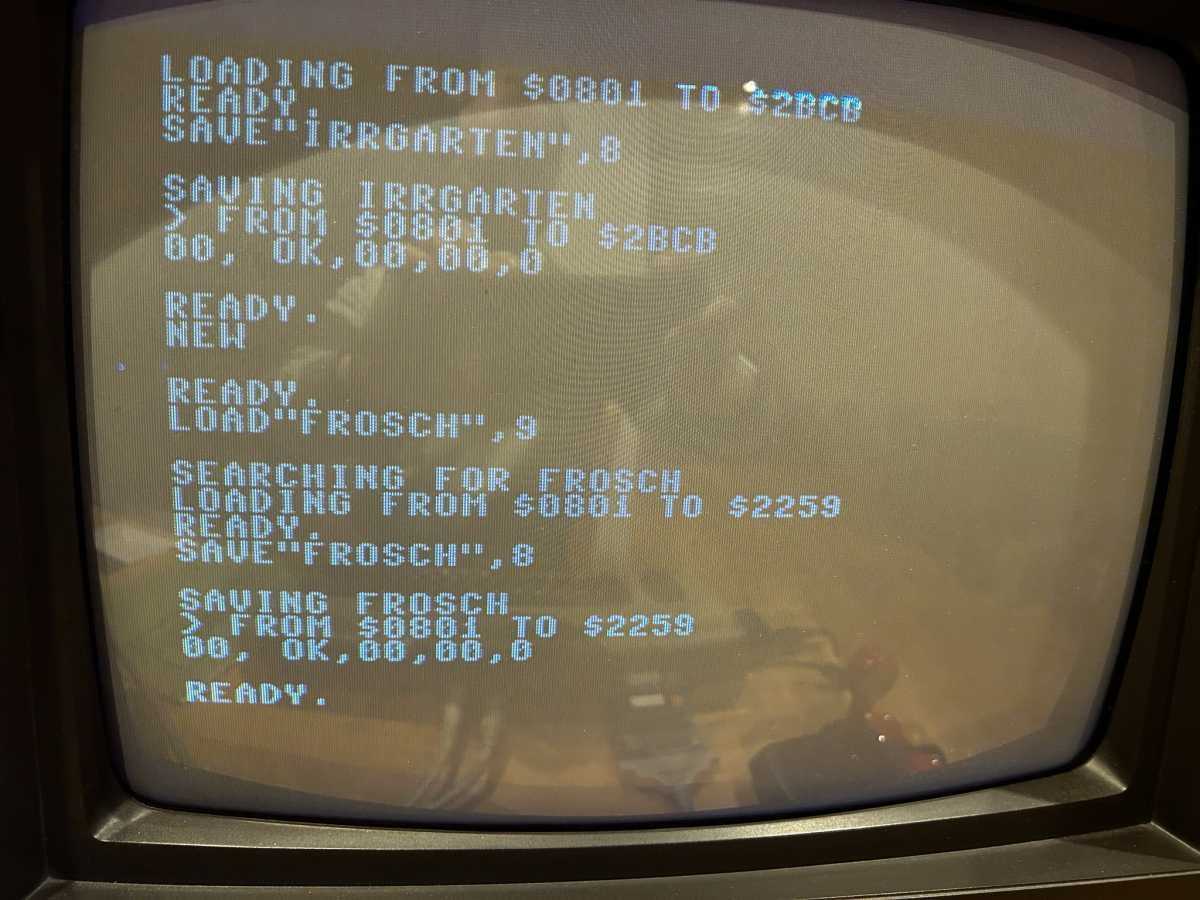 LOADING FROM $0801 TO $2BCB
READY.
SAVE"IRRGARTEN",8
SAVING IRRGARTEN
> FROM $0801 TO $2BCB
00, OK,00,00,0
READY.
NEW
READY.
LOAD"FROSCH",9
SEARCHING FOR FROSCH
LOADING FROM $0801 TO $2259
READY.
SAVE"FROSCH",8
SAVING FROSCH
> FROM $0801 TO $2259
00, OK,00,00,0
READY.